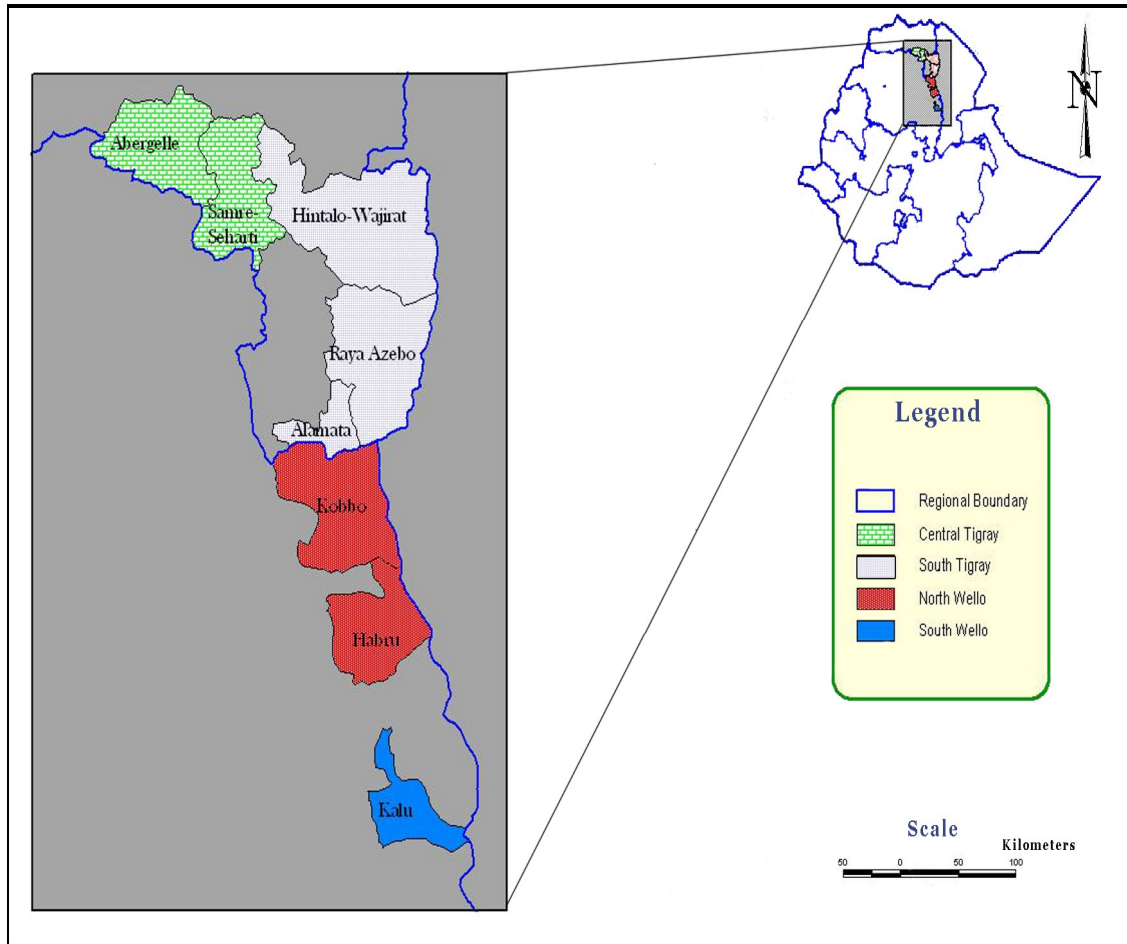 Abergelle
Samre-
Seharti
Hintalo-Wajirat
Raya Azebo
Alamata
Kobbo
Habru
Kalu
N
Legend
Regional Boundary
Central Tigray
South Tigray
North Wello
South Wello
Scale
Kilometers
50 0 50 100